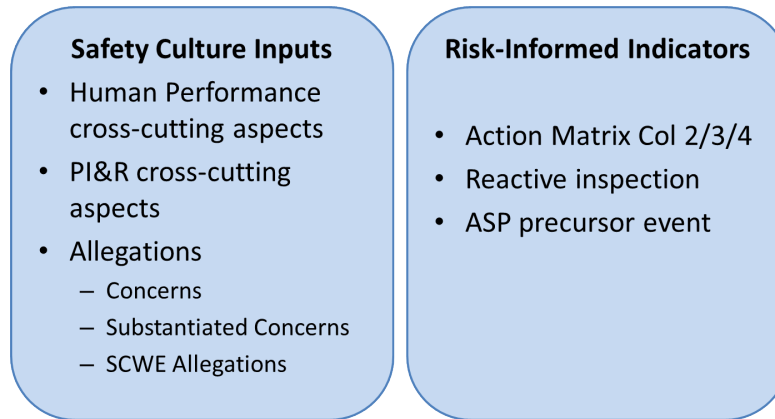 Safety Culture Inputs
• Human Performance
cross-cutting aspects
• PI&R cross-cutting
aspects
• Allegations
– Concerns
– Substantiated Concerns
– SCWE Allegations
Risk-Informed Indicators
• Action Matrix Col 2/3/4
• Reactive inspection
• ASP precursor event